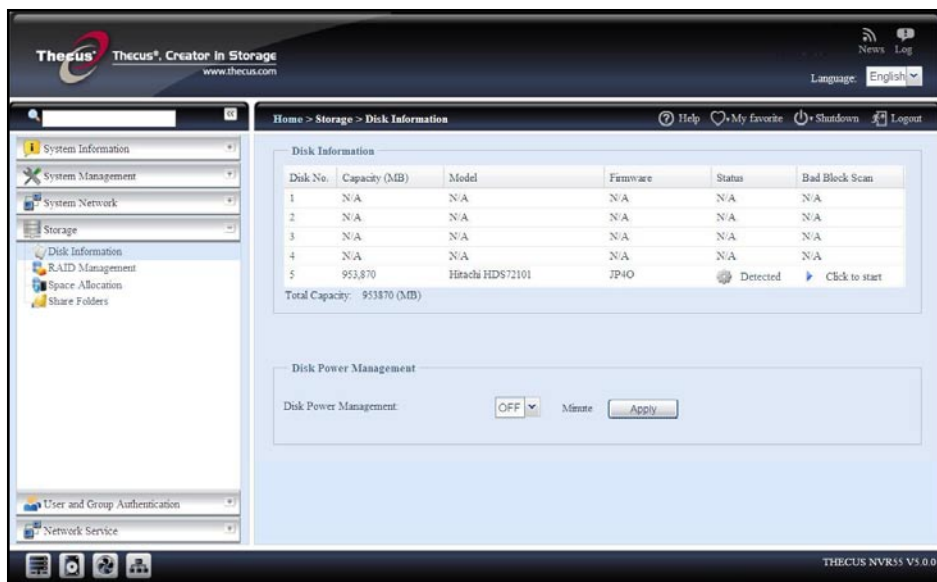 Thecus Thecus®, Creator in Storage
www.thecus.com
News Log
Language: English
Home > Storage > Disk Information Help My favorite Shutdown Logout
System Information
System Management
System Network
Storage
Disk Information
RAID Management
Space Allocation
Share Folders
User and Group Authentication
Network Service
Disk Information
Disk No. Capacity (MB) Model Firmware Status Bad Block Scan
1 N/A N/A N/A N/A N/A
2 N/A N/A N/A N/A N/A
3 N/A N/A N/A N/A N/A
4 N/A N/A N/A N/A N/A
5 953,870 Hitachi HDS72101 JP4O Detected Click to start
Total Capacity: 953870 (MB)
Disk Power Management
Disk Power Management: OFF Minute Apply
THECUS NVR55 V5.0.0